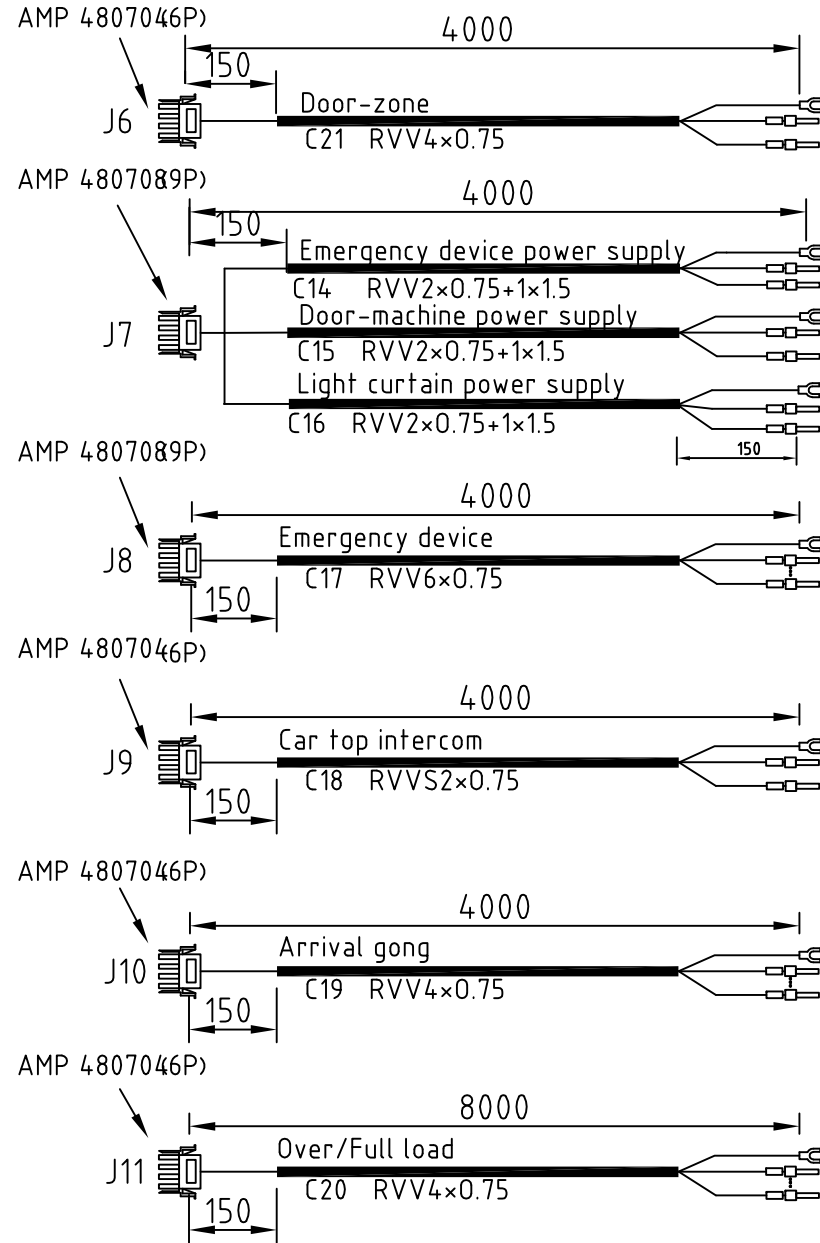 AMP 480704(6P)
4000
150
Door-zone
J6
C21 RVV4×0.75
AMP 480708(9P)
4000
150
Emergency device power supply
C14 RVV2×0.75+1×1.5
Door-machine power supply
J7
C15 RVV2×0.75+1×1.5
Light curtain power supply
C16 RVV2×0.75+1×1.5
150
AMP 480708(9P)
4000
Emergency device
J8
C17 RVV6×0.75
150
AMP 480704(6P)
4000
Car top intercom
J9
C18 RVVS2×0.75
150
AMP 480704(6P)
4000
Arrival gong
J10
C19 RVV4×0.75
150
AMP 480704(6P)
8000
Over/Full load
J11
C20 RVV4×0.75
150